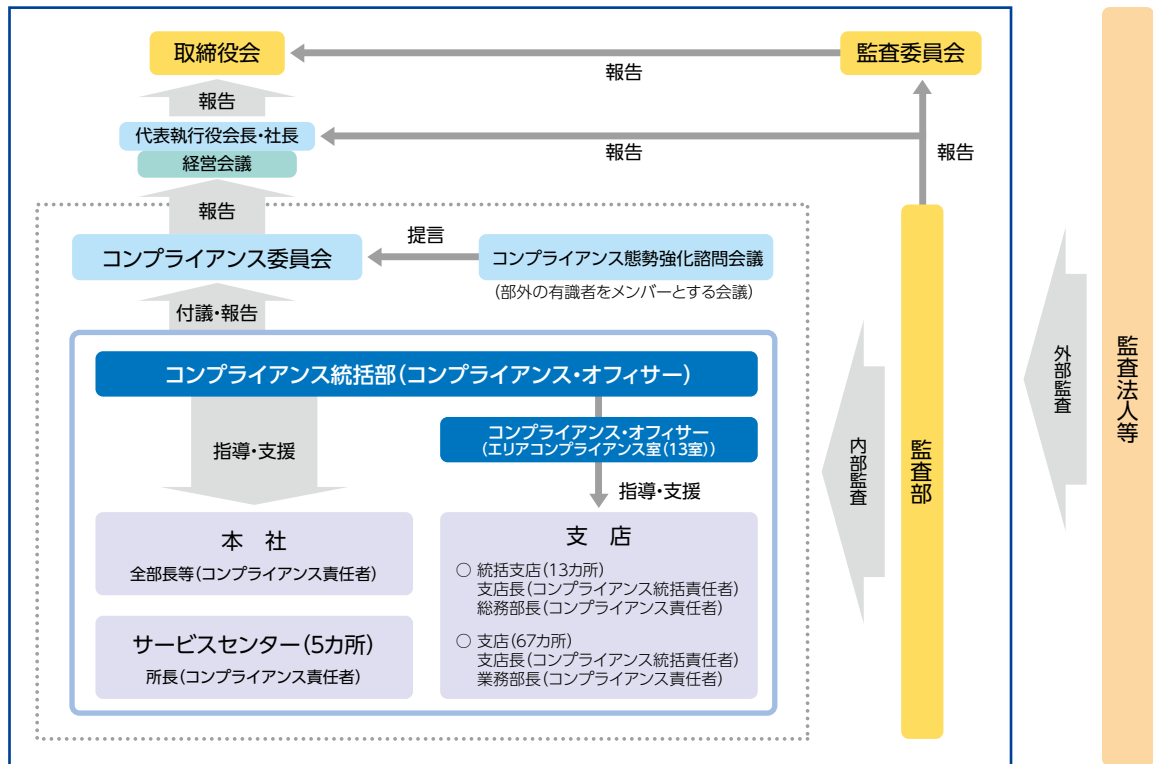 取締役会
監査委員会
報告
報告
代表執行役会長・社長
経営会議
報告
報告
報告
コンプライアンス委員会
提言
コンプライアンス態勢強化諮問会議
(部外の有識者をメンバーとする会議)
付議・報告
コンプライアンス統括部(コンプライアンス・オフィサー)
コンプライアンス・オフィサー
(エリアコンプライアンス室(13室))
指導・支援
指導・支援
本 社
全部長等(コンプライアンス責任者)
サービスセンター(5カ所)
所長(コンプライアンス責任者)
支 店
○ 統括支店(13カ所)
支店長(コンプライアンス統括責任者)
総務部長(コンプライアンス責任者)
○ 支店(67カ所)
支店長(コンプライアンス統括責任者)
業務部長(コンプライアンス責任者)
内部監査
監査部
外部監査
監査法人等